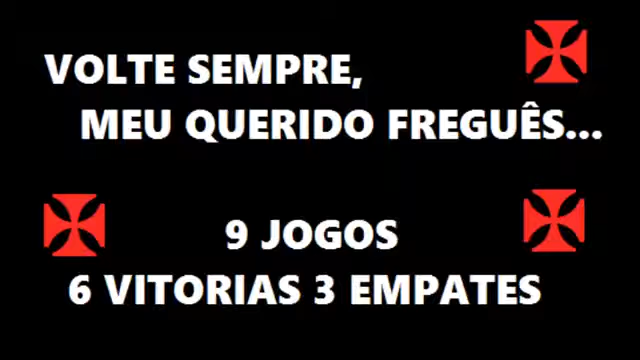 VOLTE SEMPRE,
MEU QUERIDO FREGUÊS...
9 JOGOS
6 VITORIAS 3 EMPATES